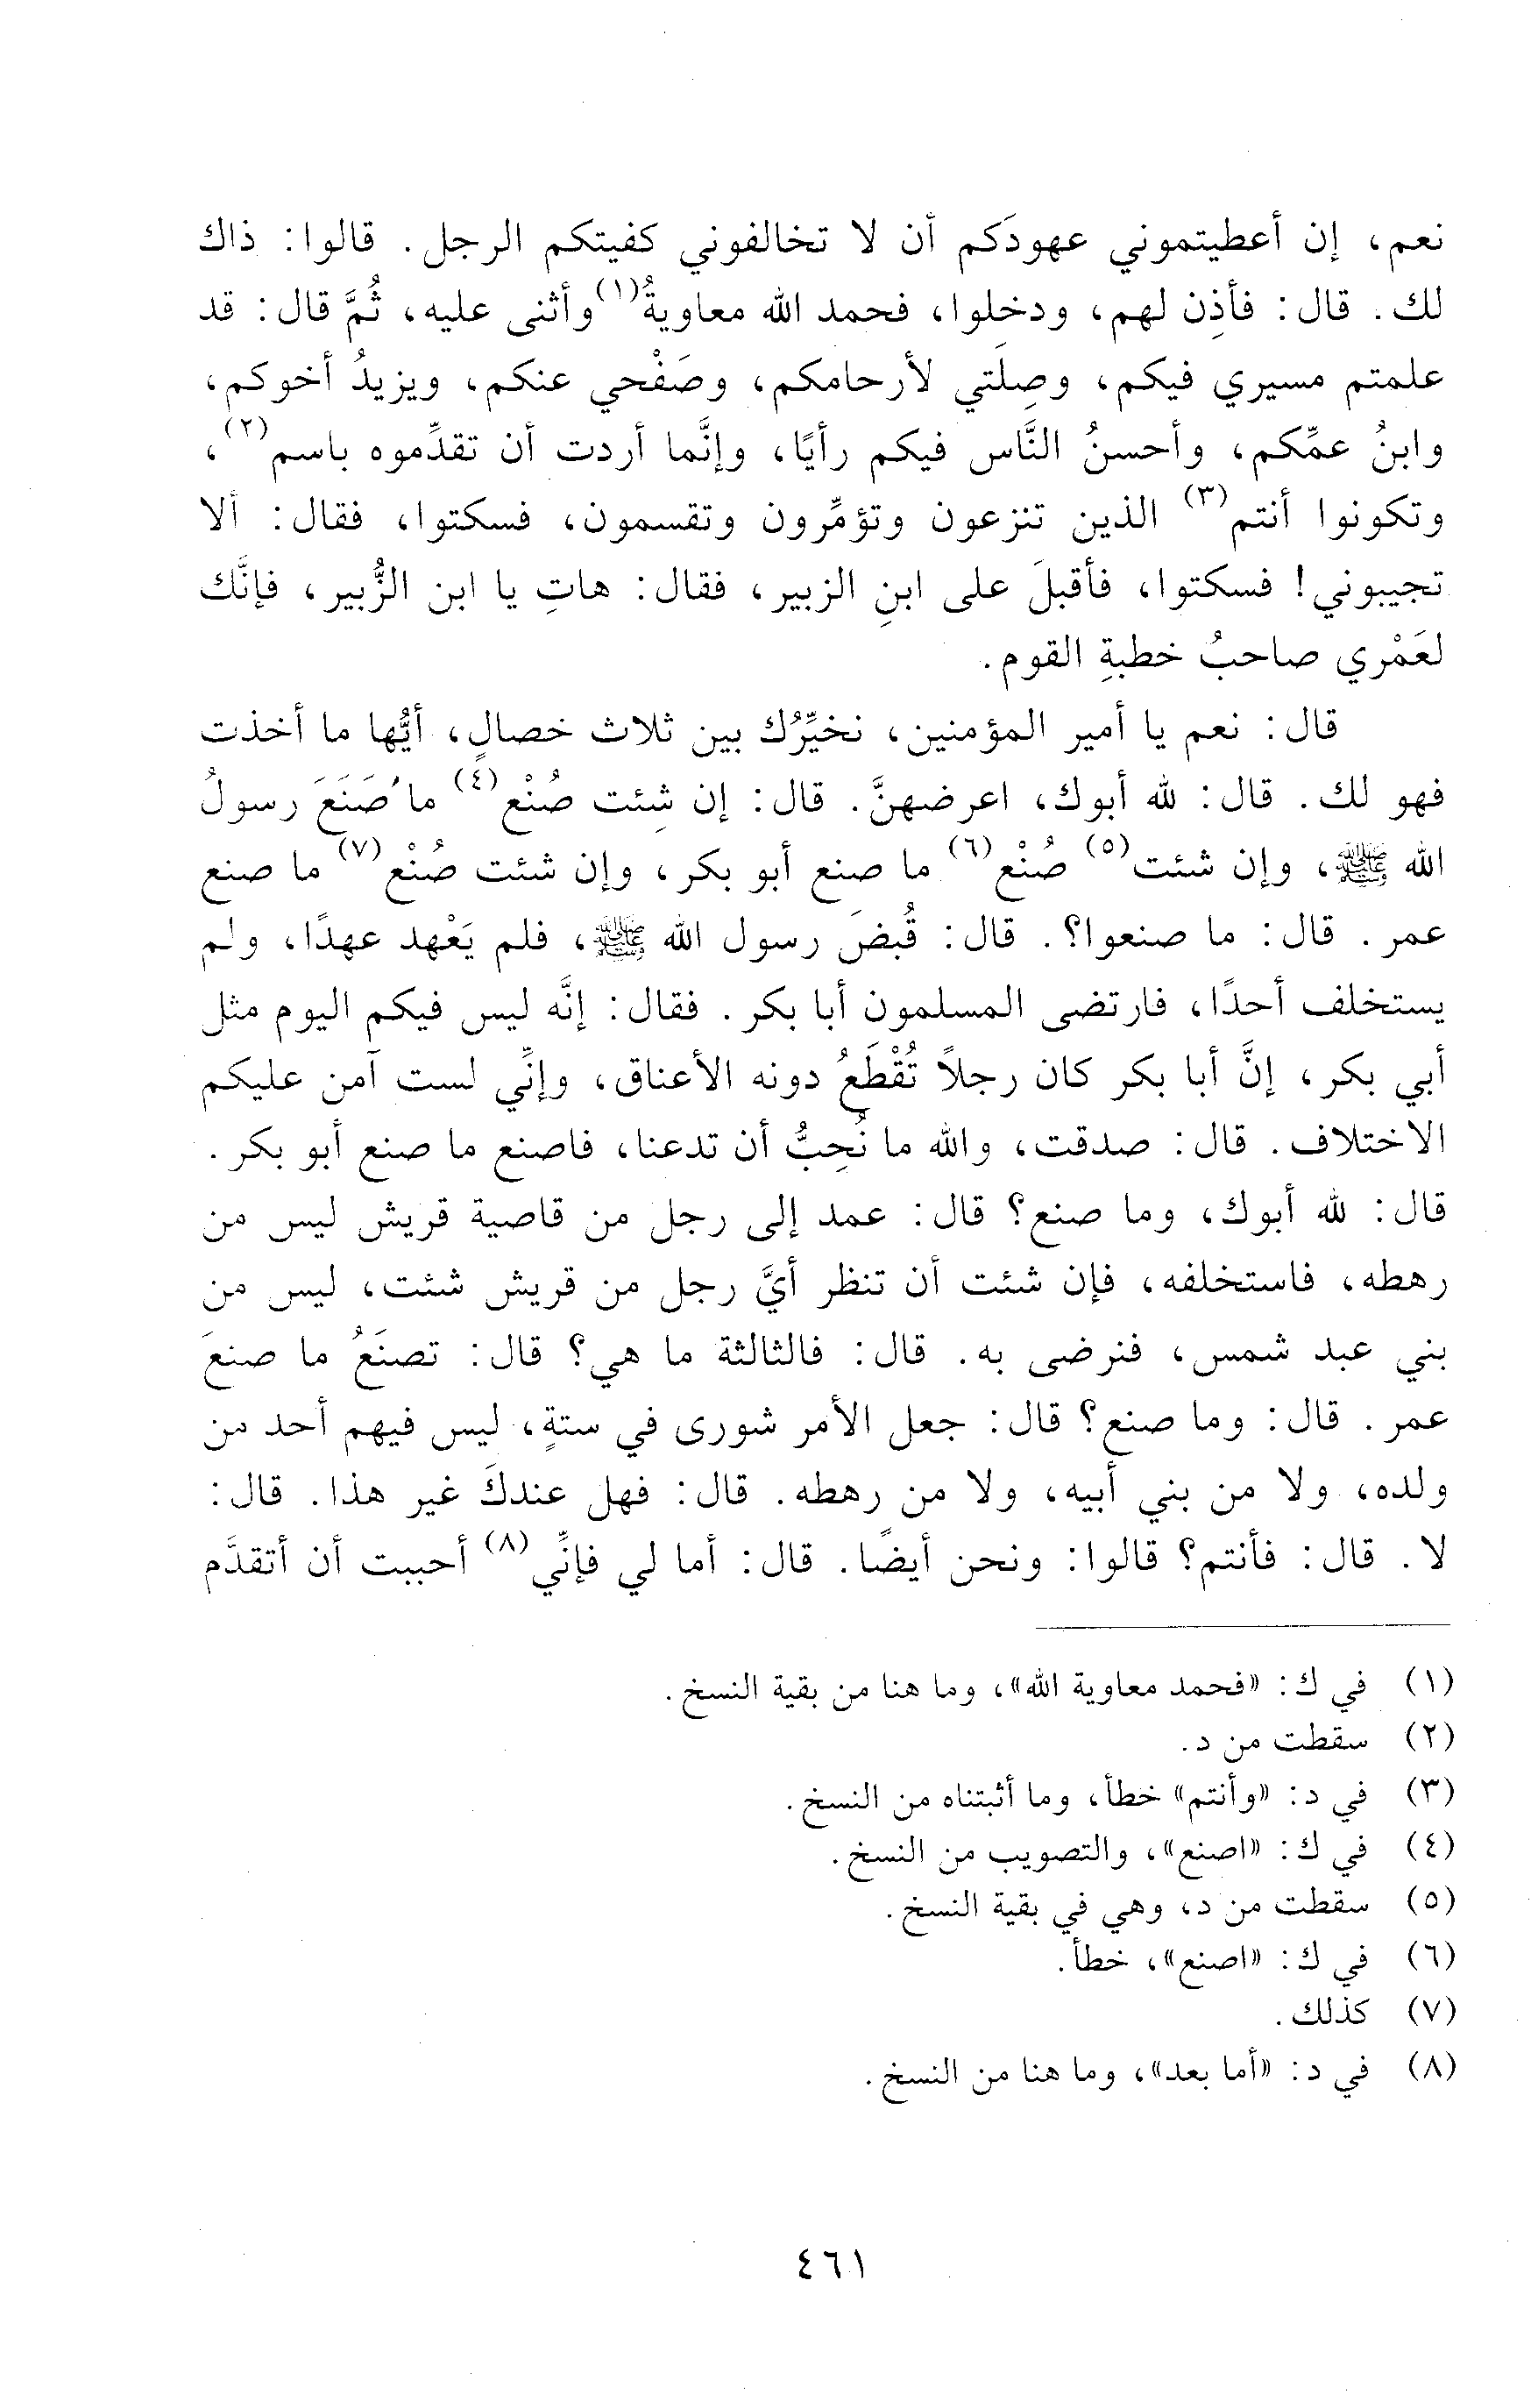 نعم، إن أعطيتموني عهودَكم أن لا تخالفوني كفيتكم الرجل. قالوا: ذاك
لك. قال: فأذِن لهم، ودخلوا، فحمد الله معاويةُ(١) وأثنى عليه، ثُمَّ قال: قد
علمتم مسيري فيكم، وصِلَتي لأرحامكم، وصَفْحي عنكم، ويزيدُ أخوكم،
وابنُ عمِّكم، وأحسنُ النَّاس فيكم رأيًا، وإنَّما أردت أن تقدِّموه باسم(٢)،
وتكونوا أنتم(٣) الذين تنزعون وتؤمِّرون وتقسمون، فسكتوا، فقال: ألا
تجيبوني! فسكتوا، فأقبلَ على ابنِ الزبير، فقال: هاتِ يا ابن الزُّبير، فإنَّك
لعَمْري صاحبُ خطبةِ القوم.
قال: نعم يا أمير المؤمنين، نخيِّرُك بين ثلاث خصالٍ، أيُّها ما أخذت
فهو لك. قال: لله أبوك، اعرضهنَّ. قال: إن شِئت صُنْع(٤) ما صَنَعَ رسولُ
الله ﷺ، وإن شئت(٥) صُنْع(٦) ما صنع أبو بكر، وإن شئت صُنْع(٧) ما صنع
عمر. قال: ما صنعوا؟. قال: قُبضَ رسول الله ﷺ، فلم يَعْهد عهدًا، ولم
يستخلف أحدًا، فارتضى المسلمون أبا بكر. فقال: إنَّه ليس فيكم اليوم مثل
أبي بكر، إنَّ أبا بكر كان رجلاً تُقْطَعُ دونه الأعناق، وإنِّي لست آمن عليكم
الاختلاف. قال: صدقت، والله ما نُحِبُّ أن تدعنا، فاصنع ما صنع أبو بكر.
قال: لله أبوك، وما صنع؟ قال: عمد إلى رجل من قاصية قريش ليس من
رهطه، فاستخلفه، فإن شئت أن تنظر أيَّ رجل من قريش شئت، ليس من
بني عبد شمس، فنرضى به. قال: فالثالثة ما هي؟ قال: تصنَعُ ما صنعَ
عمر. قال: وما صنع؟ قال: جعل الأمر شورى في ستةٍ، ليس فيهم أحد من
ولده، ولا من بني أبيه، ولا من رهطه. قال: فهل عندكَ غير هذا. قال:
لا. قال: فأنتم؟ قالوا: ونحن أيضًا. قال: أما لي فإنِّي(٨) أحببت أن أتقدَّم
(١) في ك: «فحمد معاوية الله»، وما هنا من بقية النسخ.
(٢) سقطت من د.
(٣) في د: «وأنتم» خطأ، وما أثبتناه من النسخ.
(٤) في ك: «اصنع»، والتصويب من النسخ.
(٥) سقطت من د، وهي في بقية النسخ.
(٦) في ك: «اصنع»، خطأ.
(٧) كذلك.
(٨) في د: «أما بعد»، وما هنا من النسخ.
٤٦١